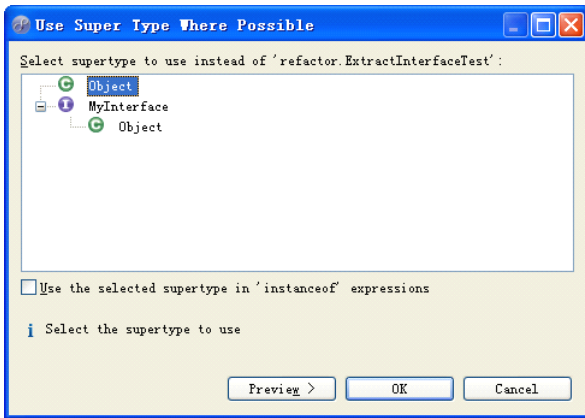 Use Super Type Where Possible
Select supertype to use instead of 'refactor.ExtractInterfaceTest':
C Object
I MyInterface
C Object
Use the selected supertype in 'instanceof' expressions
i Select the supertype to use
Preview > OK Cancel